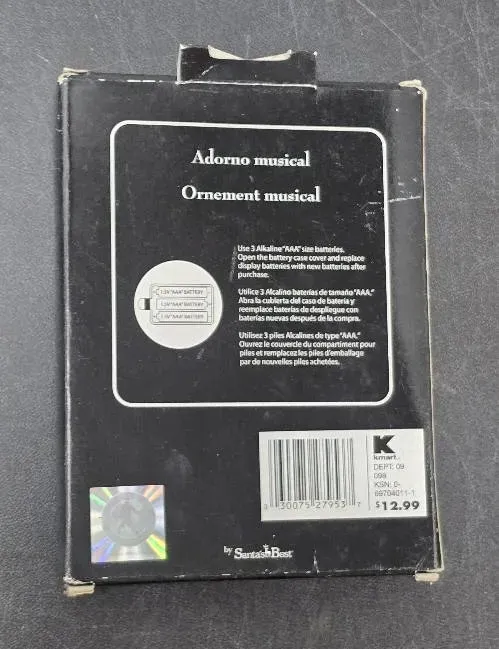 Adorno musical
Ornement musical
Use 3 Alkaline "AAA" size batteries.
Open the battery case cover and replace
display batteries with new batteries after
purchase.
1.5V "AAA" BATTERY
1.5V "AAA" BATTERY
1.5V "AAA" BATTERY
Utilice 3 Alcalino baterías de tamaño "AAA."
Abra la cubierta del caso de batería y
reemplace baterías de despliegue con
baterías nuevas después de la compra.
Utilisez 3 piles Alcalines de type "AAA."
Ouvrez le couvercle du compartiment pour
piles et remplacez les piles d'emballage
par de nouvelles piles achetées.
K
kmart
DEPT: 09
098
KSN: 0-
69704011-1
$12.99
0 30075 27953 7
by Santa's Best